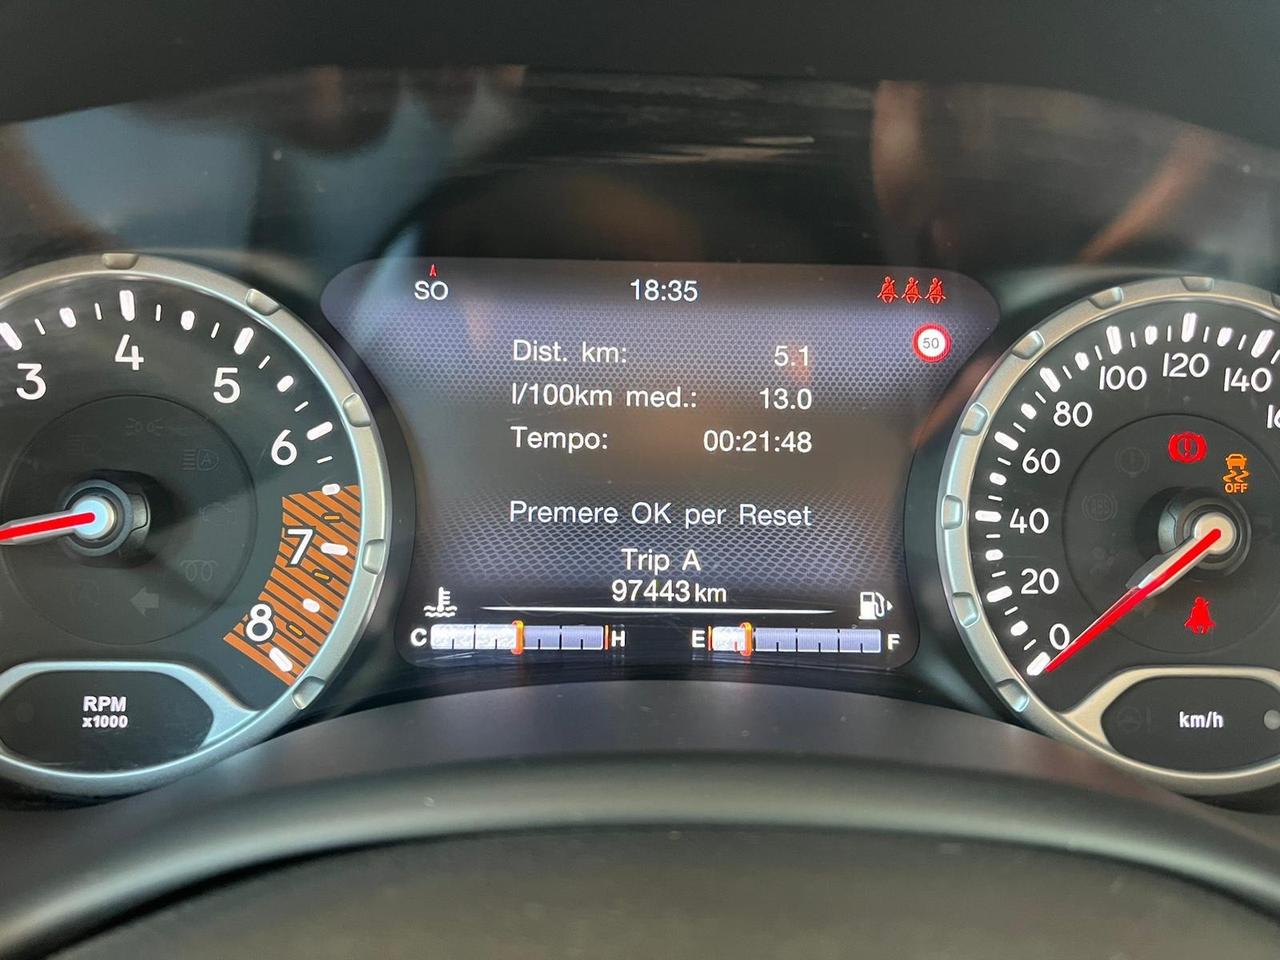 SO
18:35
50
Dist. km: 5.1
l/100km med.: 13.0
Tempo: 00:21:48
Premere OK per Reset
Trip A
97443 km
C H
E F
3
4
5
6
7
8
RPM
x1000
0
20
40
60
80
100
120
140
OFF
km/h